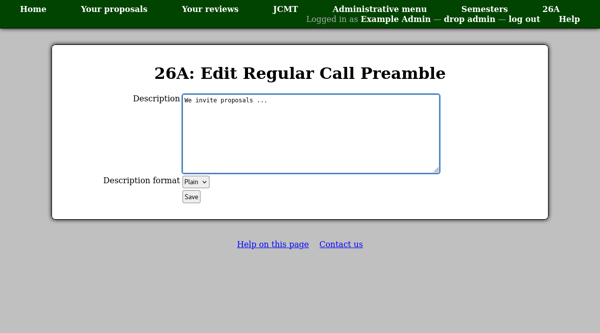 Home Your proposals Your reviews JCMT Administrative menu Semesters 26A
Logged in as Example Admin — drop admin — log out Help
26A: Edit Regular Call Preamble
Description We invite proposals ...
Description format Plain
Save
Help on this page Contact us